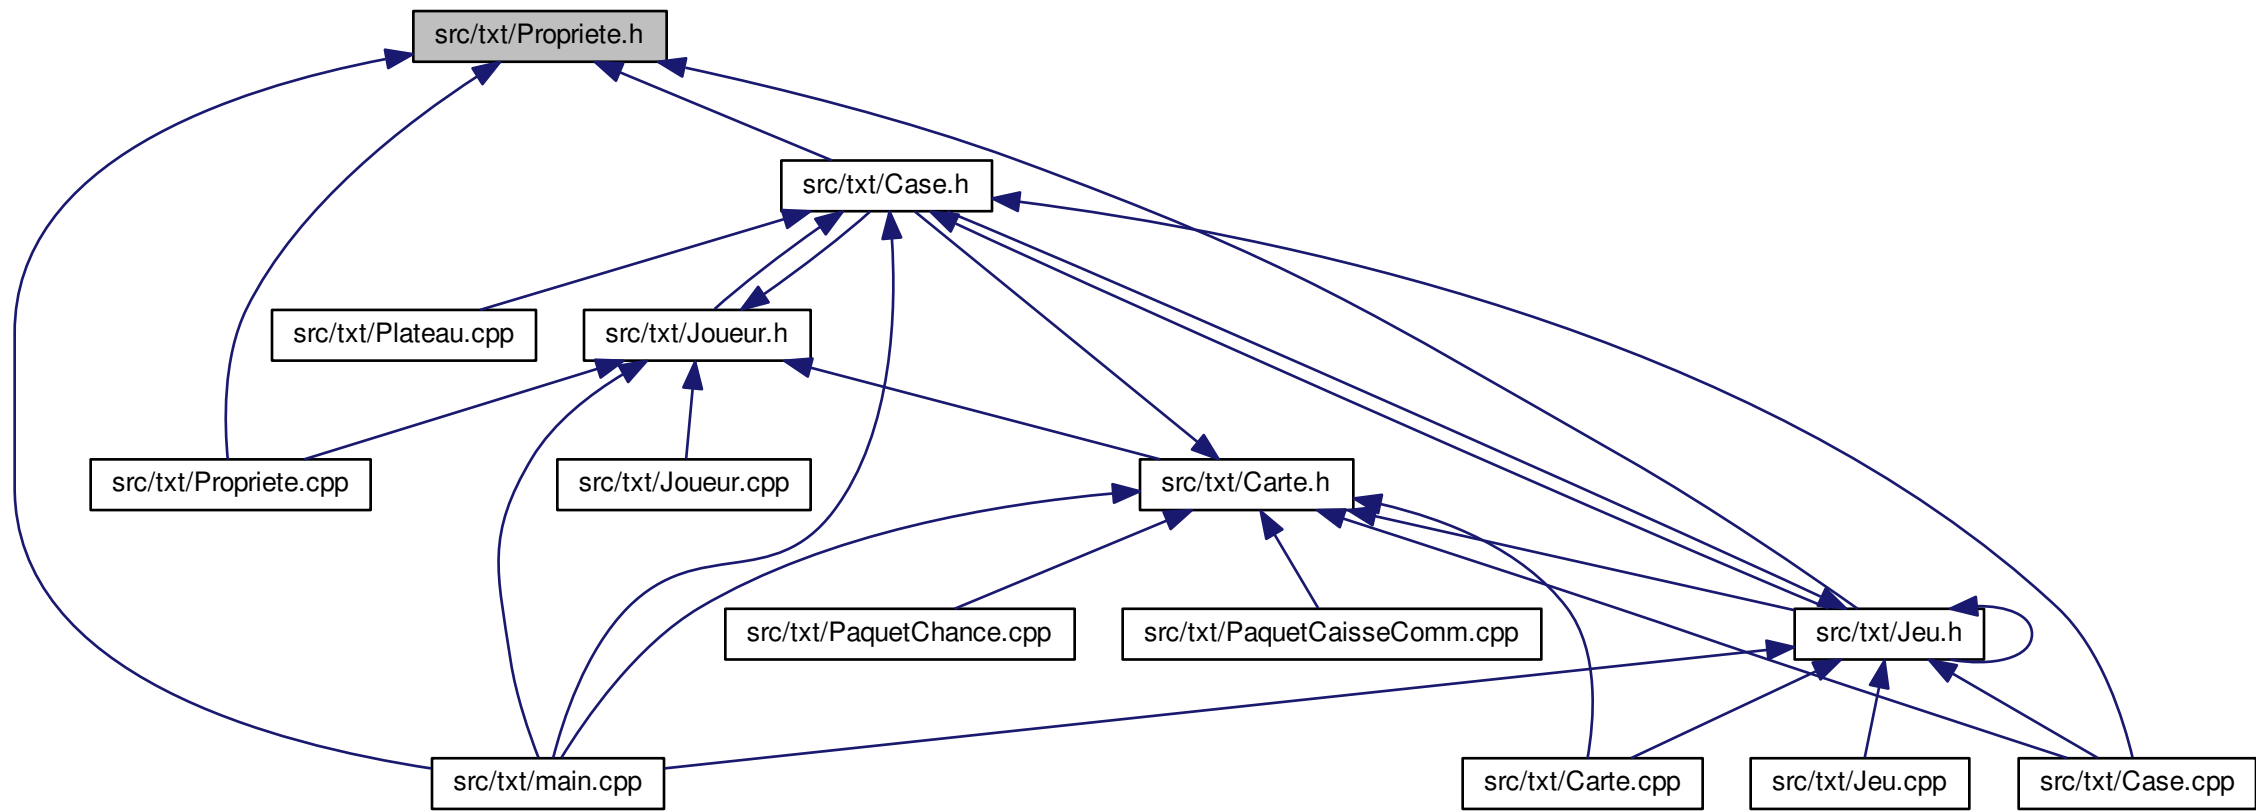 src/txt/Propriete.h
src/txt/Case.h
src/txt/Plateau.cpp
src/txt/Joueur.h
src/txt/Propriete.cpp
src/txt/Joueur.cpp
src/txt/Carte.h
src/txt/PaquetChance.cpp
src/txt/PaquetCaisseComm.cpp
src/txt/Jeu.h
src/txt/main.cpp
src/txt/Carte.cpp
src/txt/Jeu.cpp
src/txt/Case.cpp